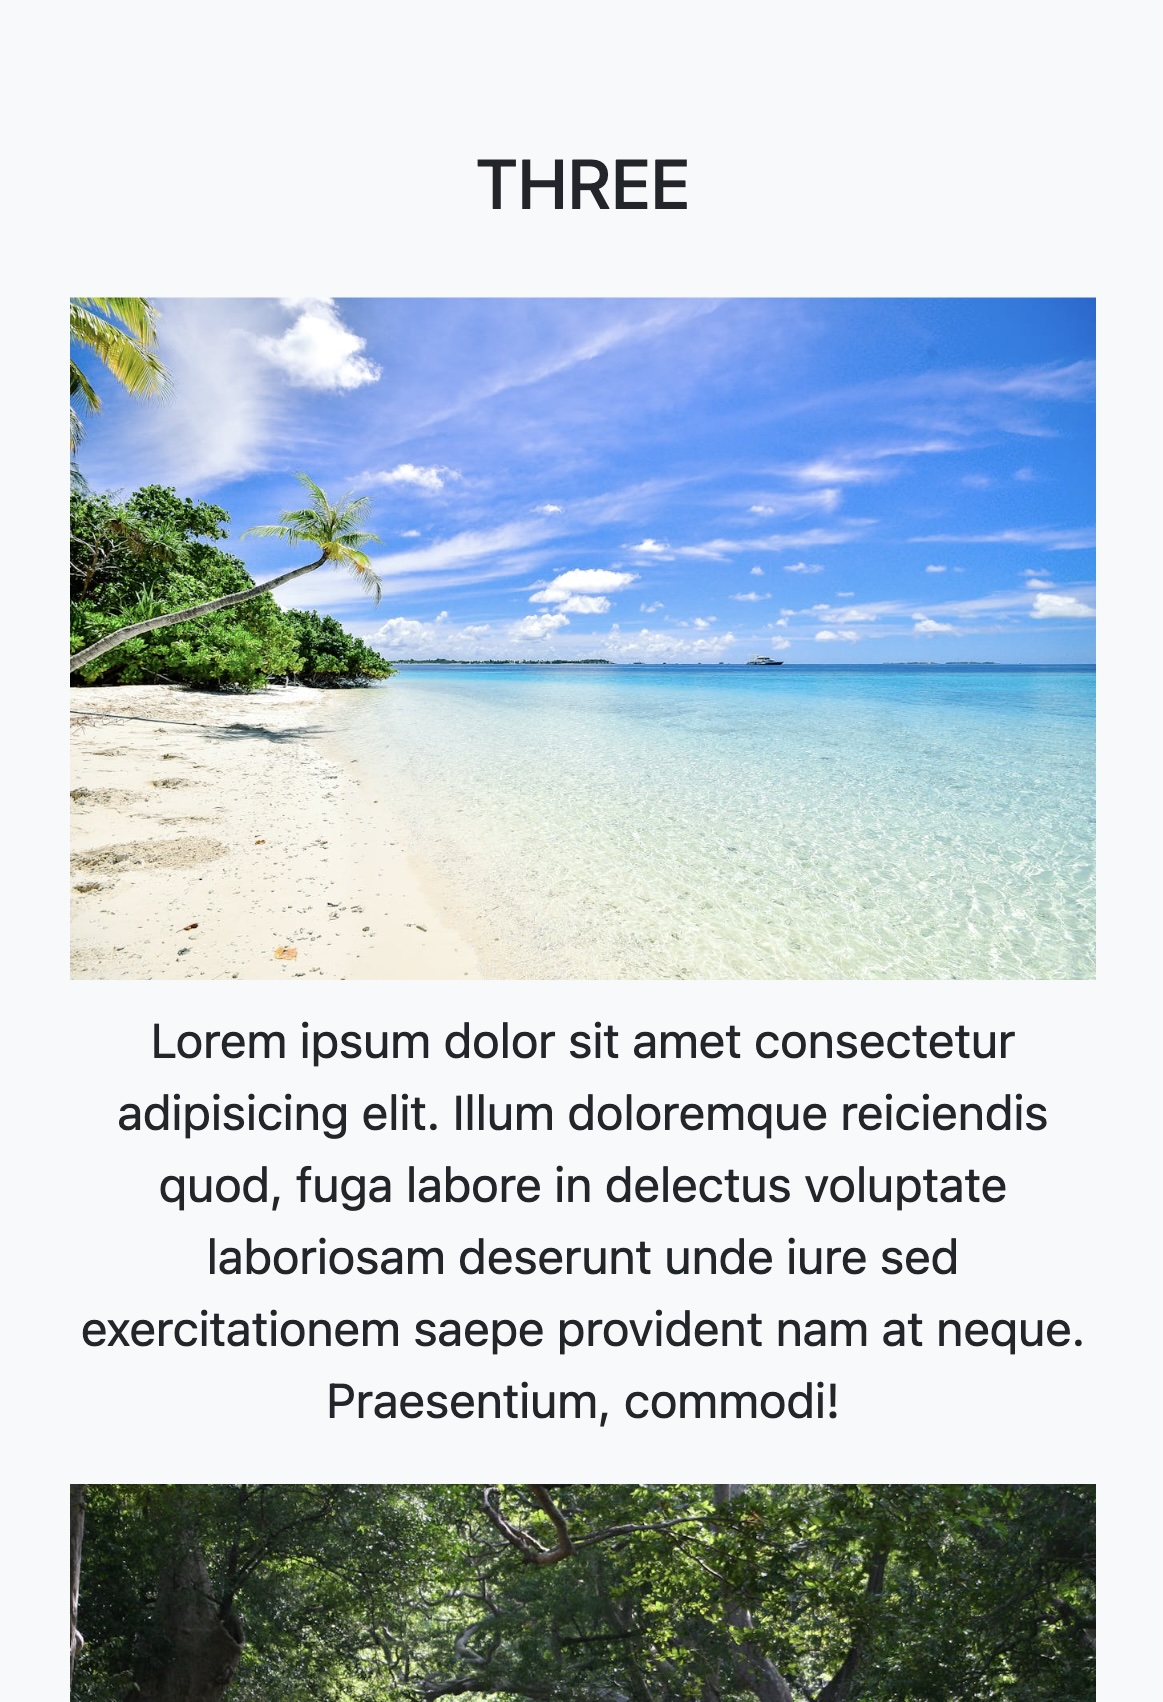 THREE
Lorem ipsum dolor sit amet consectetur
adipisicing elit. Illum doloremque reiciendis
quod, fuga labore in delectus voluptate
laboriosam deserunt unde iure sed
exercitationem saepe provident nam at neque.
Praesentium, commodi!